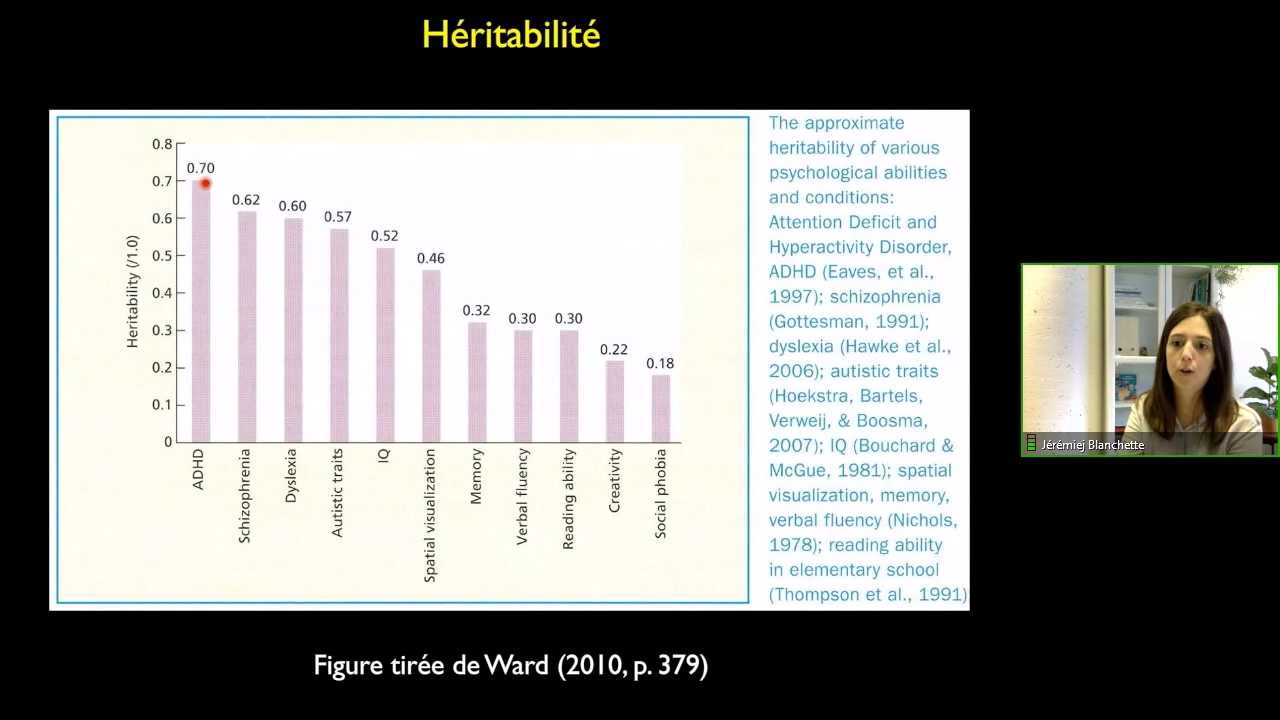 Héritabilité
0.8
0.7
0.6
0.5
0.4
0.3
0.2
0.1
0
Heritability (/1.0)
0.70
0.62
0.60
0.57
0.52
0.46
0.32
0.30
0.30
0.22
0.18
ADHD
Schizophrenia
Dyslexia
Autistic traits
IQ
Spatial visualization
Memory
Verbal fluency
Reading ability
Creativity
Social phobia
The approximate
heritability of various
psychological abilities
and conditions:
Attention Deficit and
Hyperactivity Disorder,
ADHD (Eaves, et al.,
1997); schizophrenia
(Gottesman, 1991);
dyslexia (Hawke et al.,
2006); autistic traits
(Hoekstra, Bartels,
Verweij, & Boosma,
2007); IQ (Bouchard &
McGue, 1981); spatial
visualization, memory,
verbal fluency (Nichols,
1978); reading ability
in elementary school
(Thompson et al., 1991)
Jérémiej Blanchette
Figure tirée de Ward (2010, p. 379)